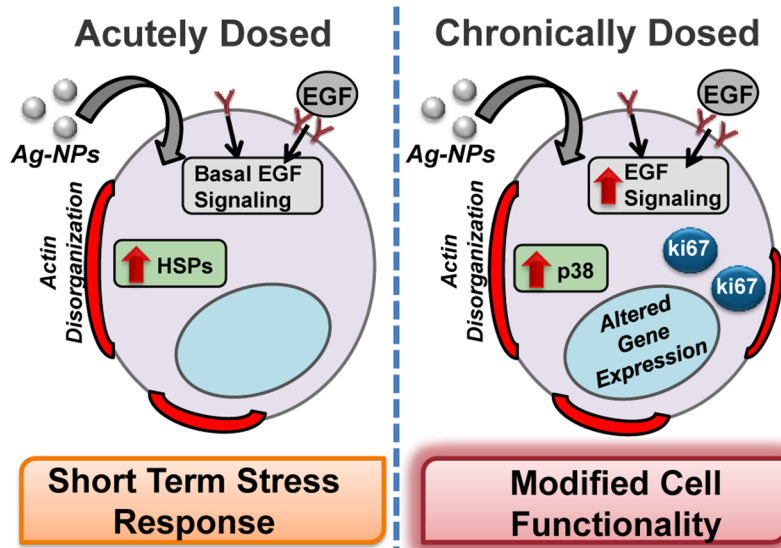 Acutely Dosed
EGF
Ag-NPs
Basal EGF
Signaling
Actin
Disorganization
HSPs
Short Term Stress
Response
Chronically Dosed
EGF
Ag-NPs
EGF
Signaling
Actin
Disorganization
p38
ki67
ki67
Altered
Gene
Expression
Modified Cell
Functionality